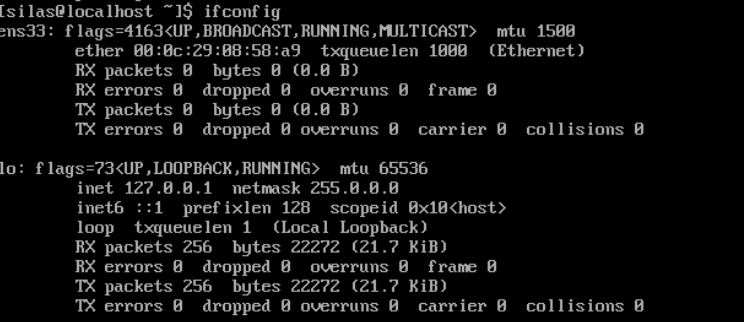 [silas@localhost ~]$ ifconfig
ens33: flags=4163<UP,BROADCAST,RUNNING,MULTICAST>  mtu 1500
        ether 00:0c:29:08:58:a9  txqueuelen 1000  (Ethernet)
        RX packets 0  bytes 0 (0.0 B)
        RX errors 0  dropped 0  overruns 0  frame 0
        TX packets 0  bytes 0 (0.0 B)
        TX errors 0  dropped 0 overruns 0  carrier 0  collisions 0

lo: flags=73<UP,LOOPBACK,RUNNING>  mtu 65536
        inet 127.0.0.1  netmask 255.0.0.0
        inet6 ::1  prefixlen 128  scopeid 0x10<host>
        loop  txqueuelen 1  (Local Loopback)
        RX packets 256  bytes 22272 (21.7 KiB)
        RX errors 0  dropped 0  overruns 0  frame 0
        TX packets 256  bytes 22272 (21.7 KiB)
        TX errors 0  dropped 0 overruns 0  carrier 0  collisions 0